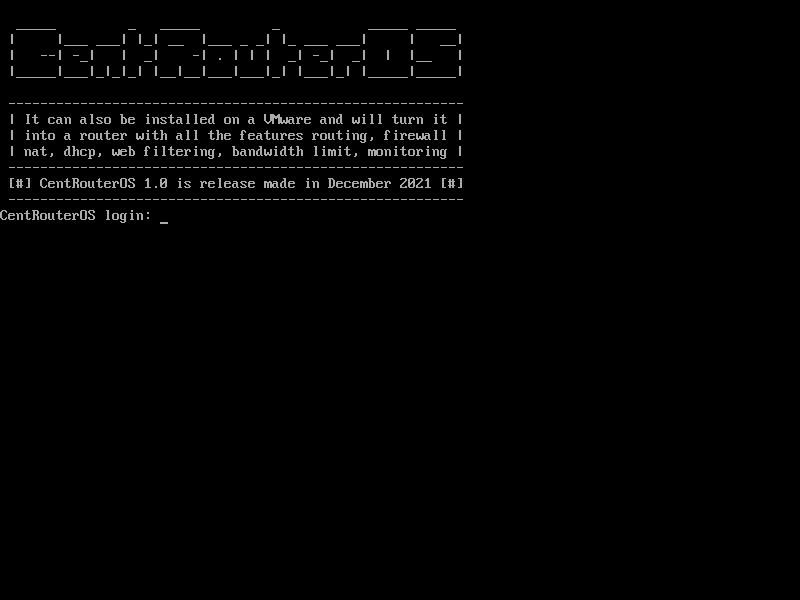 CentRouterOS
| It can also be installed on a VMware and will turn it |
| into a router with all the features routing, firewall |
| nat, dhcp, web filtering, bandwidth limit, monitoring |
[#] CentRouterOS 1.0 is release made in December 2021 [#]
CentRouterOS login: _